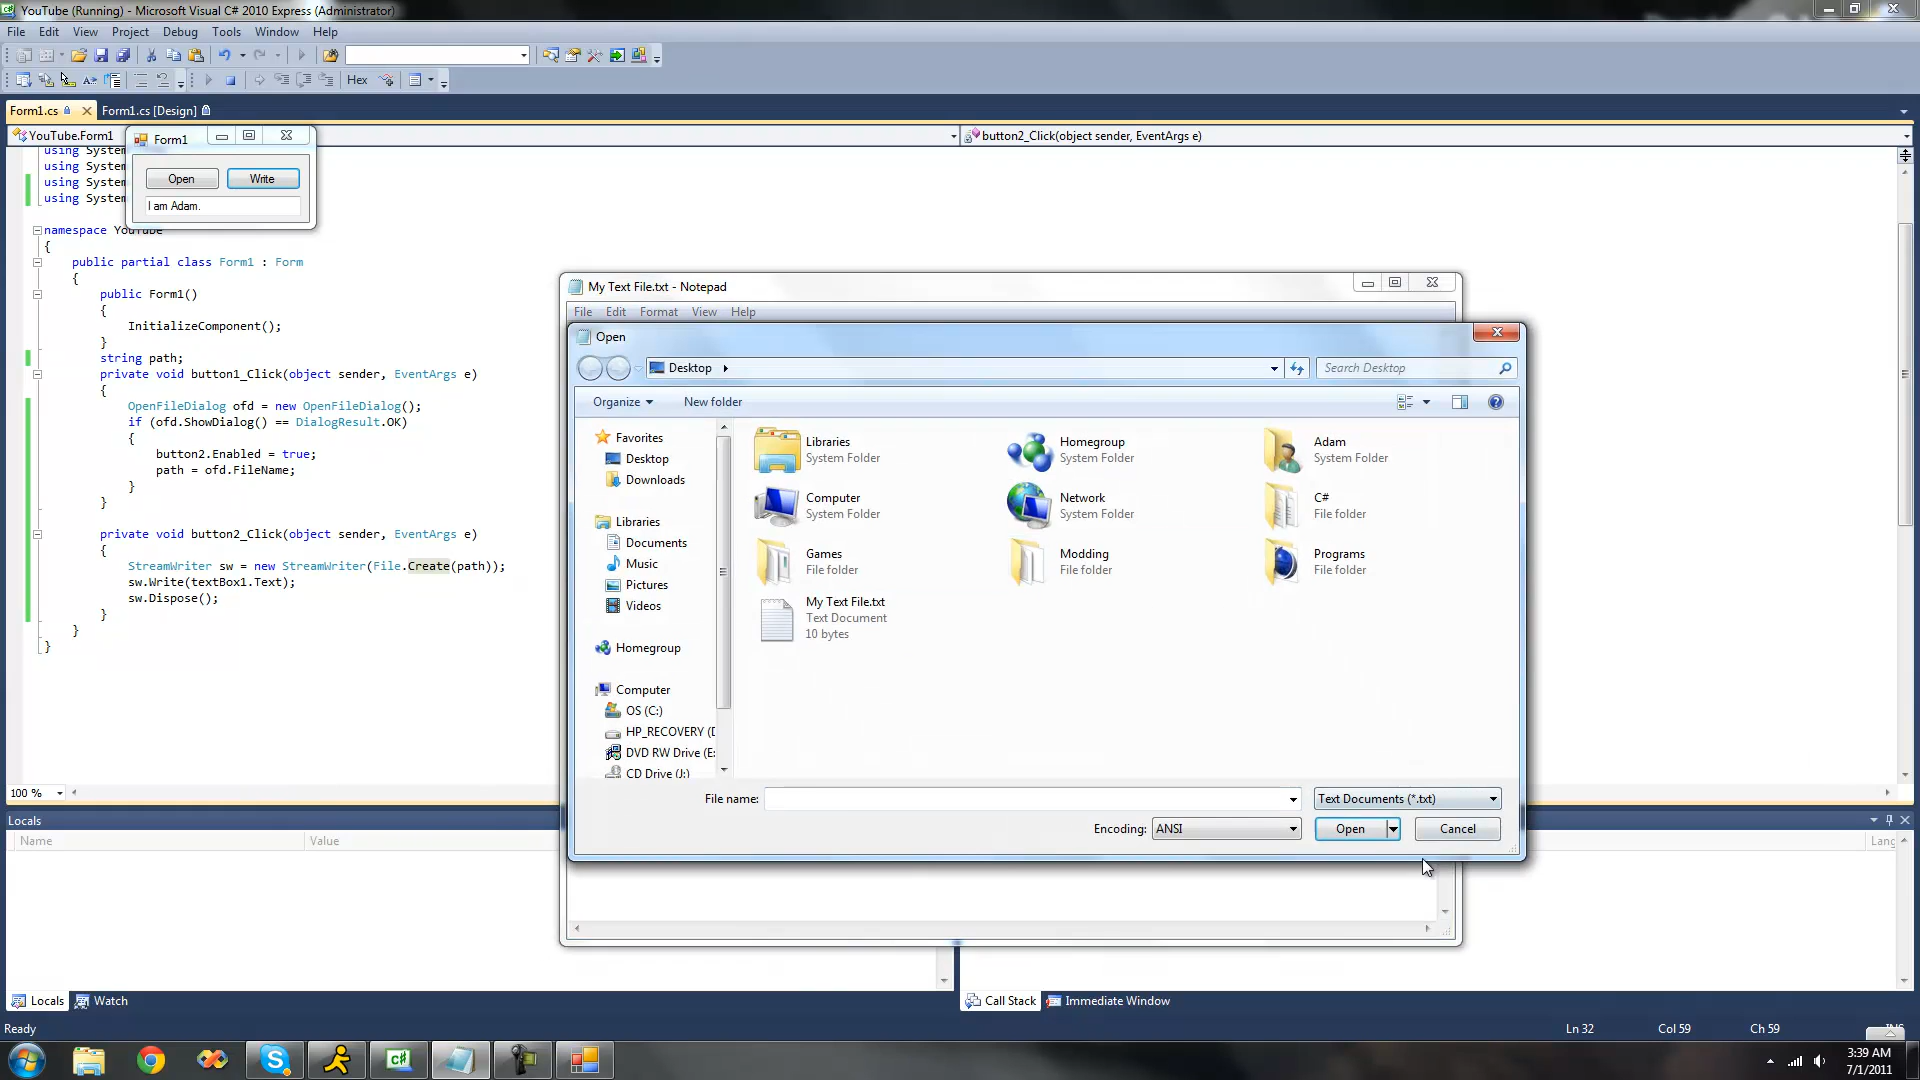 YouTube (Running) - Microsoft Visual C# 2010 Express (Administrator)
File Edit View Project Debug Tools Window Help
Hex
Form1.cs Form1.cs [Design]
YouTube.Form1 button2_Click(object sender, EventArgs e)
Form1
Open Write
I am Adam.
using System
using System
using System
using System
namespace YouTube
{
public partial class Form1 : Form
{
public Form1()
{
InitializeComponent();
}
string path;
private void button1_Click(object sender, EventArgs e)
{
OpenFileDialog ofd = new OpenFileDialog();
if (ofd.ShowDialog() == DialogResult.OK)
{
button2.Enabled = true;
path = ofd.FileName;
}
}
private void button2_Click(object sender, EventArgs e)
{
StreamWriter sw = new StreamWriter(File.Create(path));
sw.Write(textBox1.Text);
sw.Dispose();
}
}
}
My Text File.txt - Notepad
File Edit Format View Help
Open
Desktop
Search Desktop
Organize New folder
Favorites
Desktop
Downloads
Libraries
Documents
Music
Pictures
Videos
Homegroup
Computer
OS (C:)
HP_RECOVERY (D
DVD RW Drive (E:
CD Drive (J:)
Libraries
System Folder
Homegroup
System Folder
Adam
System Folder
Computer
System Folder
Network
System Folder
C#
File folder
Games
File folder
Modding
File folder
Programs
File folder
My Text File.txt
Text Document
10 bytes
File name: Text Documents (*.txt)
Encoding: ANSI Open Cancel
100 %
Locals
Name Value Lang
Locals Watch Call Stack Immediate Window
Ready Ln 32 Col 59 Ch 59 INS
3:39 AM
7/1/2011